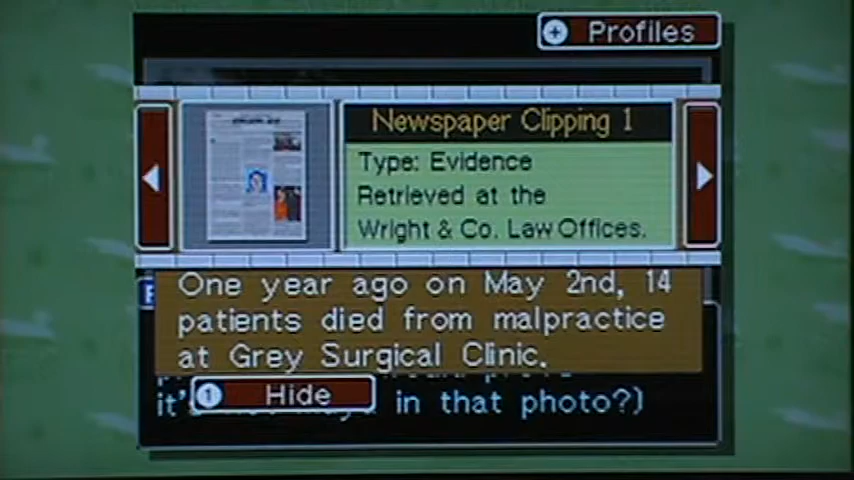 Profiles
Newspaper Clipping 1
Type: Evidence
Retrieved at the
Wright & Co. Law Offices.
One year ago on May 2nd, 14
patients died from malpractice
at Grey Surgical Clinic.
Hide
it's in that photo?)